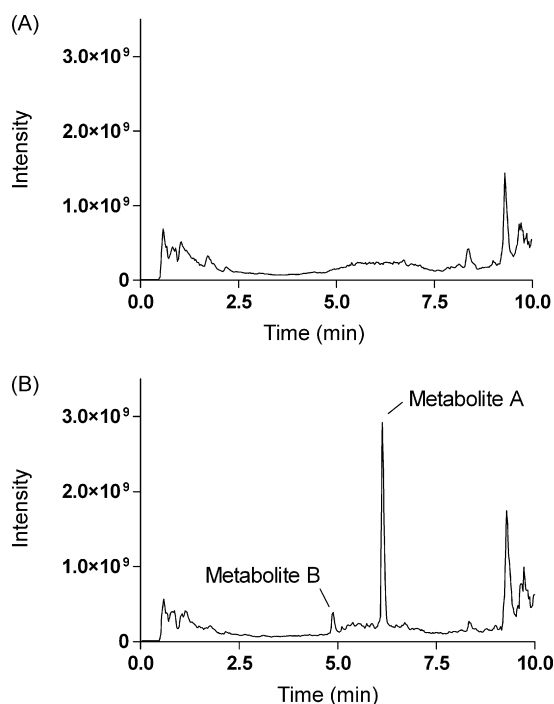 (A)
Intensity
3.0×10⁹
2.0×10⁹
1.0×10⁹
0
0.0 2.5 5.0 7.5 10.0
Time (min)
(B)
Intensity
3.0×10⁹
2.0×10⁹
1.0×10⁹
0
Metabolite A
Metabolite B
0.0 2.5 5.0 7.5 10.0
Time (min)